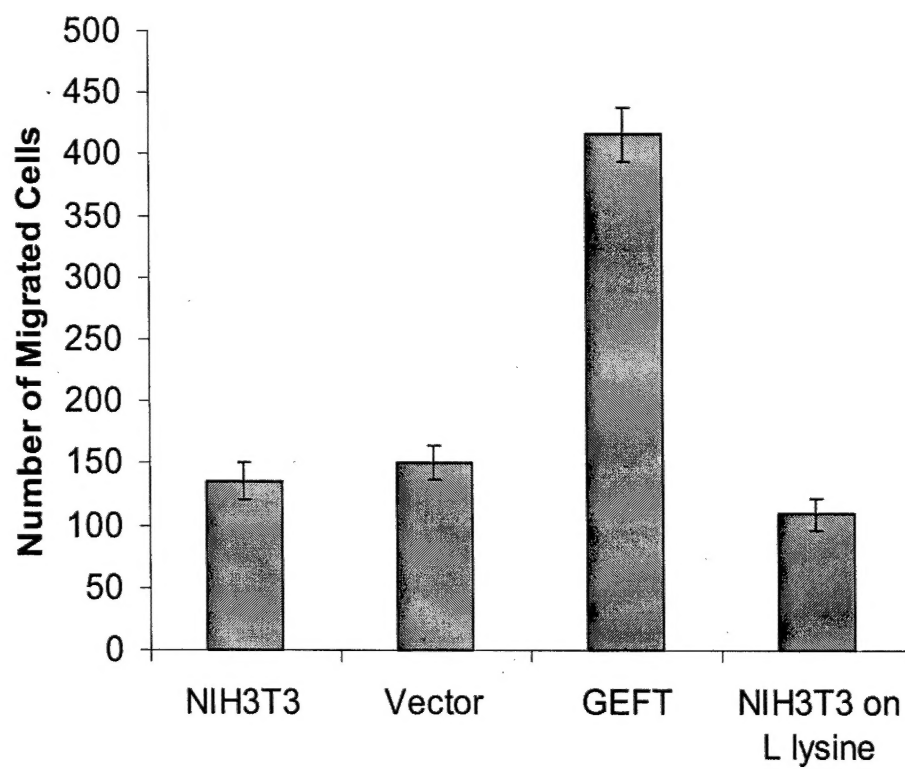 500
450
400
350
300
250
200
150
100
50
0
Number of Migrated Cells
NIH3T3
Vector
GEFT
NIH3T3 on
L lysine